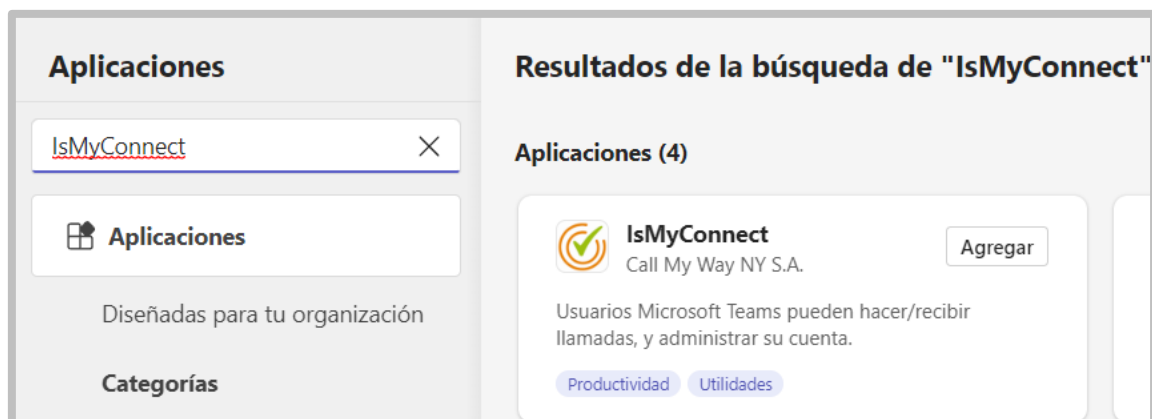 Aplicaciones
IsMyConnect
Aplicaciones
Diseñadas para tu organización
Categorías
Resultados de la búsqueda de "IsMyConnect"
Aplicaciones (4)
IsMyConnect
Call My Way NY S.A.
Agregar
Usuarios Microsoft Teams pueden hacer/recibir
llamadas, y administrar su cuenta.
Productividad Utilidades